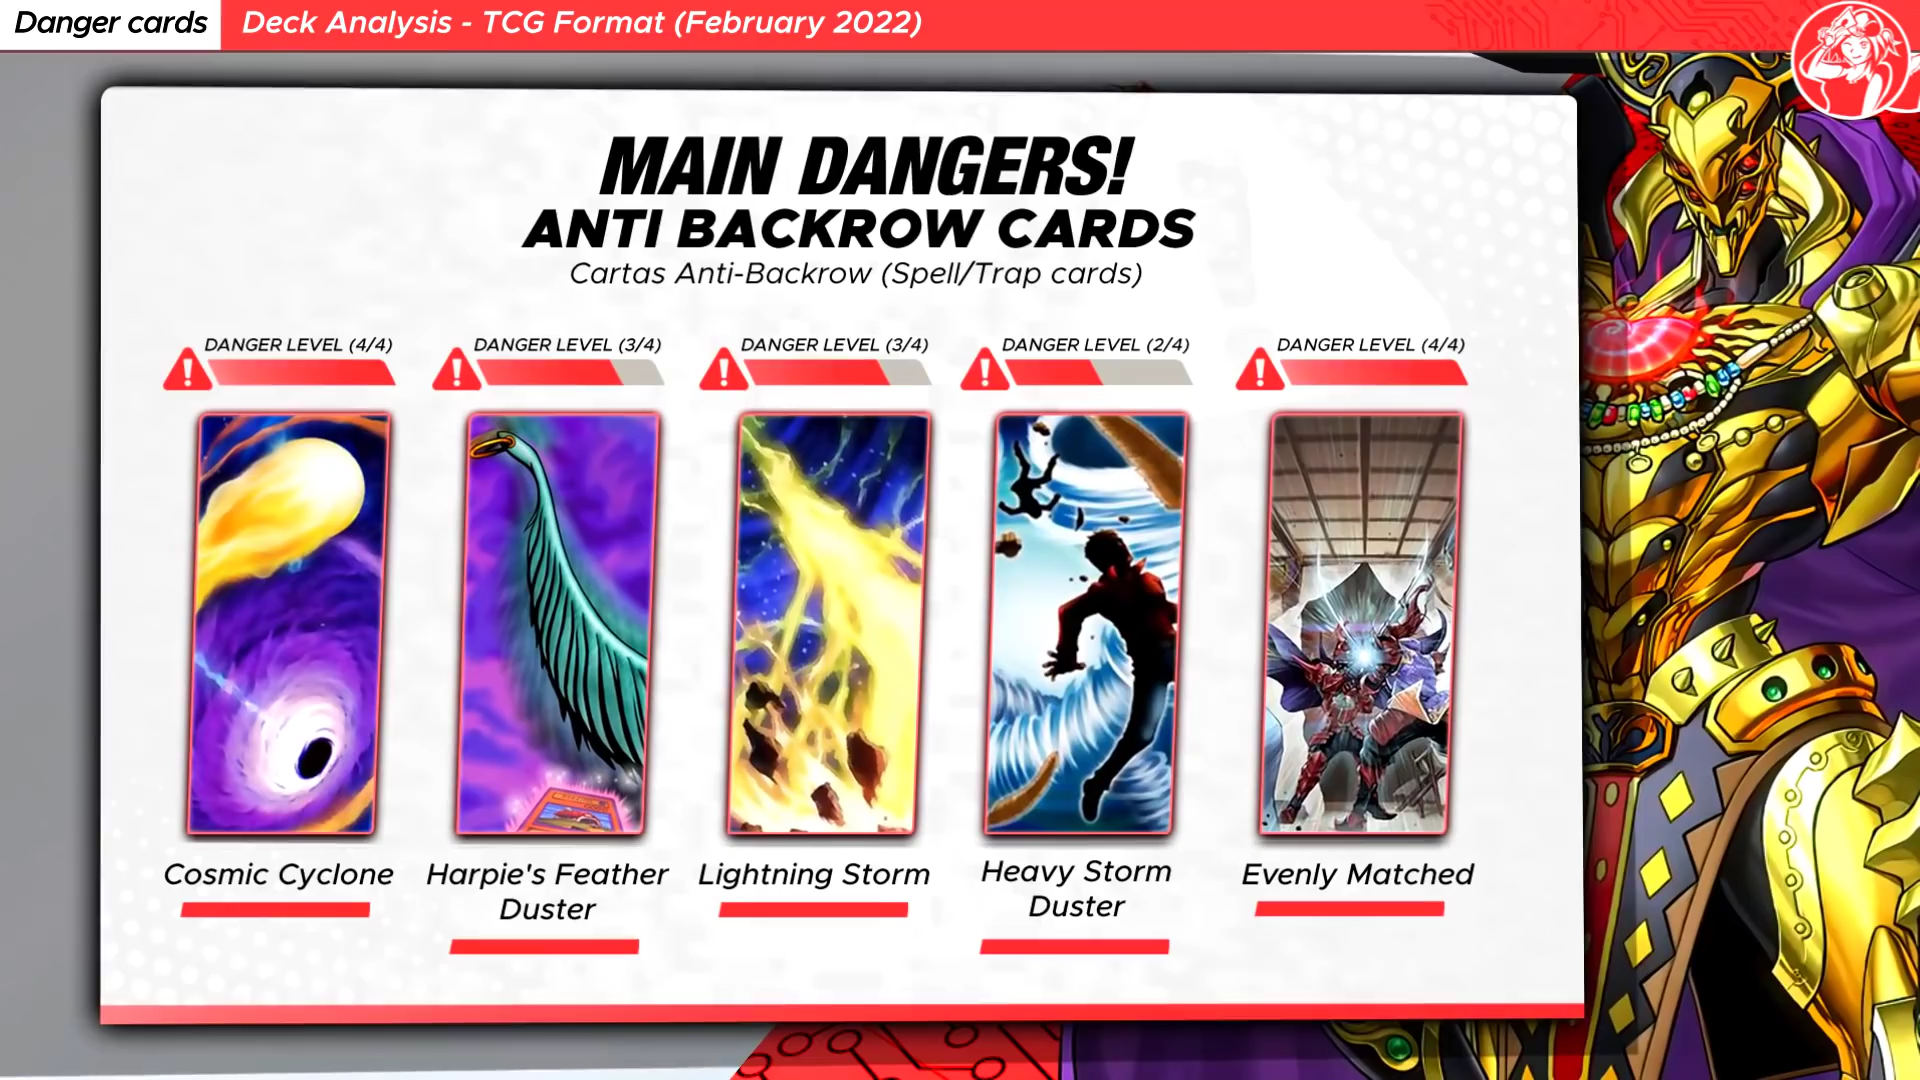 Danger cards
Deck Analysis - TCG Format (February 2022)
MAIN DANGERS!
ANTI BACKROW CARDS
Cartas Anti-Backrow (Spell/Trap cards)
DANGER LEVEL (4/4)
DANGER LEVEL (3/4)
DANGER LEVEL (3/4)
DANGER LEVEL (2/4)
DANGER LEVEL (4/4)
Cosmic Cyclone
Harpie's Feather
Duster
Lightning Storm
Heavy Storm
Duster
Evenly Matched